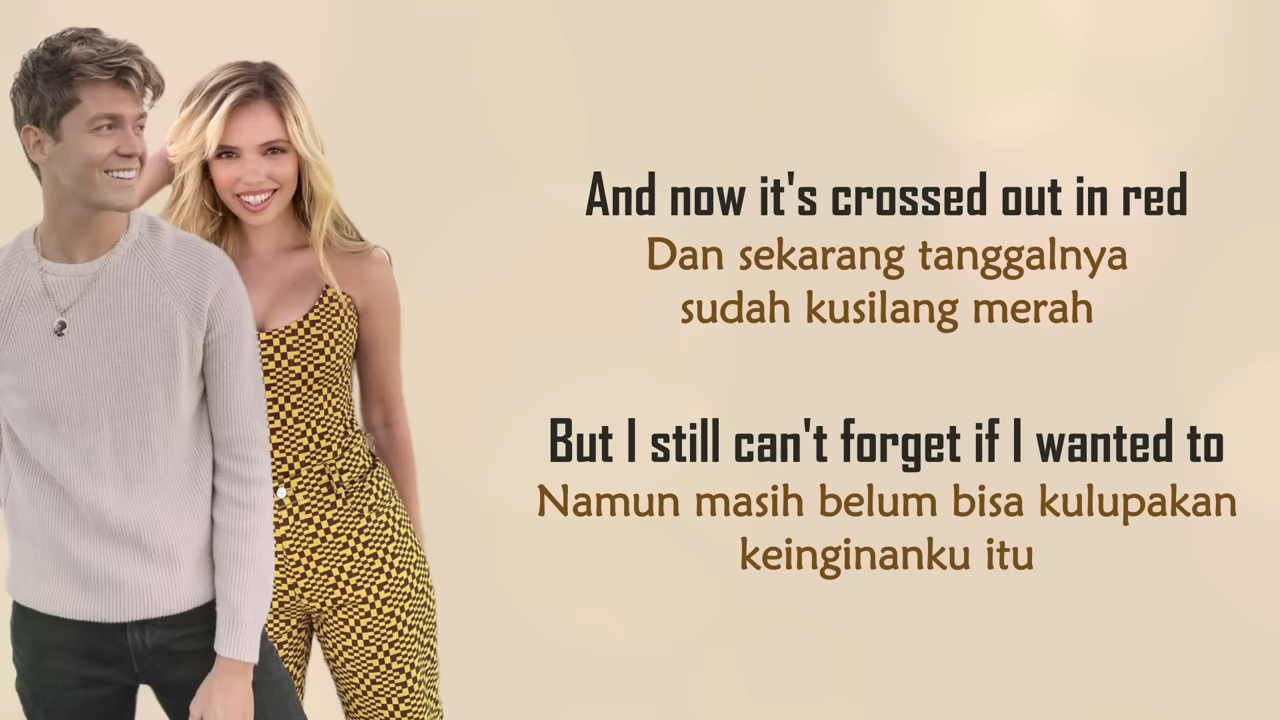 And now it's crossed out in red
Dan sekarang tanggalnya
sudah kusilang merah
But I still can't forget if I wanted to
Namun masih belum bisa kulupakan
keinginanku itu